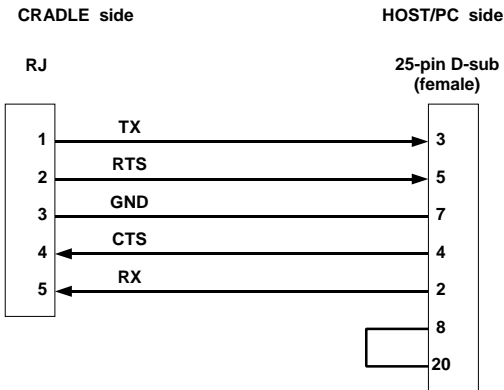 CRADLE side HOST/PC side
RJ 25-pin D-sub
(female)
1 TX 3
2 RTS 5
3 GND 7
4 CTS 4
5 RX 2
8
20